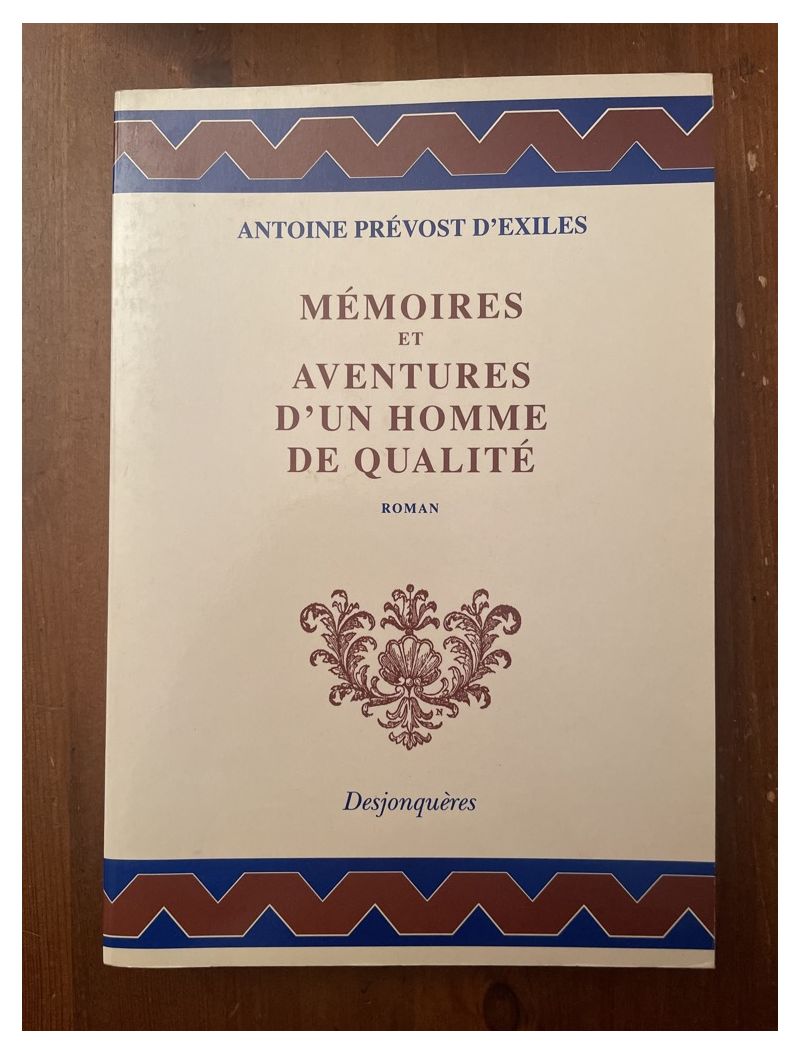 ANTOINE PRÉVOST D'EXILES
MÉMOIRES
ET
AVENTURES
D'UN HOMME
DE QUALITÉ
ROMAN
N
Desjonquères